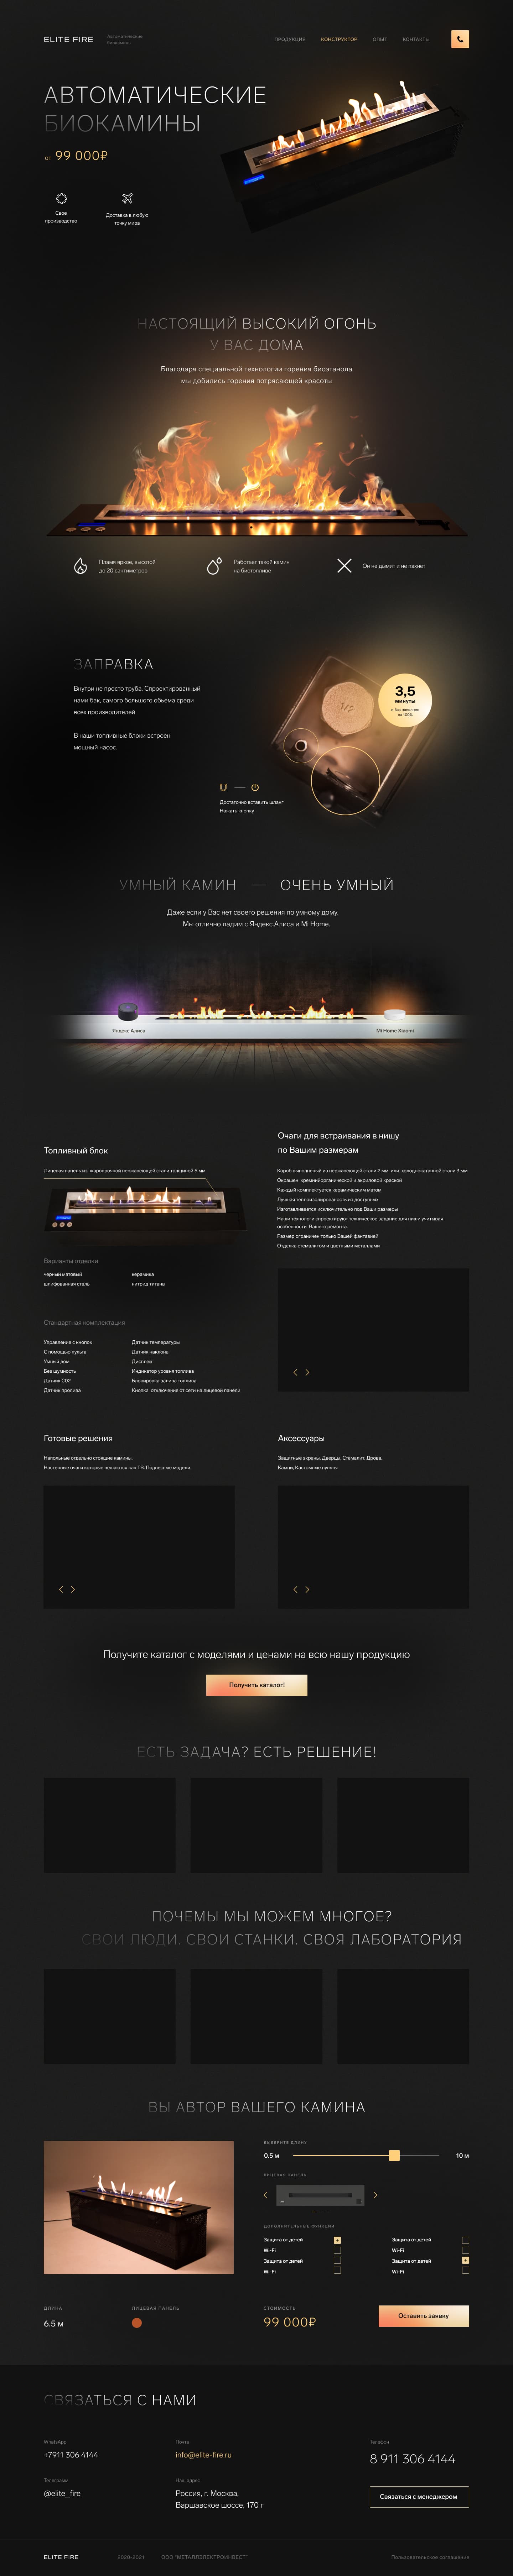 ELITE FIRE
Автоматические
биокамины
ПРОДУКЦИЯ
КОНСТРУКТОР
ОПЫТ
КОНТАКТЫ
АВТОМАТИЧЕСКИЕ
БИОКАМИНЫ
от 99 000₽
Свое
производство
Доставка в любую
точку мира
НАСТОЯЩИЙ ВЫСОКИЙ ОГОНЬ
У ВАС ДОМА
Благодаря специальной технологии горения биоэтанола
мы добились горения потрясающей красоты
Пламя яркое, высотой
до 20 сантиметров
Работает такой камин
на биотопливе
Он не дымит и не пахнет
ЗАПРАВКА
Внутри не просто труба. Спроектированный
нами бак, самого большого объема среди
всех производителей
В наши топливные блоки встроен
мощный насос.
3,5
минуты
и бак наполнен
на 100%
Достаточно вставить шланг
Нажать кнопку
УМНЫЙ КАМИН — ОЧЕНЬ УМНЫЙ
Даже если у Вас нет своего решения по умному дому.
Мы отлично ладим с Яндекс.Алиса и Mi Home.
Яндекс.Алиса
Mi Home Xiaomi
Топливный блок
Лицевая панель из жаропрочной нержавеющей стали толщиной 5 мм
Варианты отделки
черный матовый
шлифованная сталь
керамика
нитрид титана
Стандартная комплектация
Управление с кнопок
С помощью пульта
Умный дом
Без шумность
Датчик СО2
Датчик пролива
Датчик температуры
Датчик наклона
Дисплей
Индикатор уровня топлива
Блокировка залива топлива
Кнопка отключения от сети на лицевой панели
Очаги для встраивания в нишу
по Вашим размерам
Короб выполненый из нержавеющей стали 2 мм или холоднокатанной стали 3 мм
Окрашен кремнийорганической и акриловой краской
Каждый комплектуется керамическим матом
Лучшая теплоизолированость из доступных
Изготавливается исключительно под Ваши размеры
Наши технологи спроектируют техническое задание для ниши учитывая
особенности Вашего ремонта.
Размер ограничен только Вашей фантазией
Отделка стемалитом и цветными металлами
Готовые решения
Напольные отдельно стоящие камины.
Настенные очаги которые вешаются как ТВ. Подвесные модели.
Аксессуары
Защитные экраны, Дверцы, Стемалит, Дрова,
Камни, Кастомные пульты
Получите каталог с моделями и ценами на всю нашу продукцию
Получить каталог!
ЕСТЬ ЗАДАЧА? ЕСТЬ РЕШЕНИЕ!
ПОЧЕМЫ МЫ МОЖЕМ МНОГОЕ?
СВОИ ЛЮДИ. СВОИ СТАНКИ. СВОЯ ЛАБОРАТОРИЯ
ВЫ АВТОР ВАШЕГО КАМИНА
ВЫБЕРИТЕ ДЛИНУ
0.5 м
10 м
ЛИЦЕВАЯ ПАНЕЛЬ
ДОПОЛНИТЕЛЬНЫЕ ФУНКЦИИ
Защита от детей
Wi-Fi
Защита от детей
Wi-Fi
Защита от детей
Wi-Fi
Защита от детей
Wi-Fi
ДЛИНА
6.5 м
ЛИЦЕВАЯ ПАНЕЛЬ
СТОИМОСТЬ
99 000₽
Оставить заявку
СВЯЗАТЬСЯ С НАМИ
WhatsApp
+7911 306 4144
Почта
info@elite-fire.ru
Телефон
8 911 306 4144
Телеграмм
@elite_fire
Наш адрес
Россия, г. Москва,
Варшавское шоссе, 170 г
Связаться с менеджером
ELITE FIRE
2020-2021
ООО "МЕТАЛЛЭЛЕКТРОИНВЕСТ"
Пользовательское соглашение